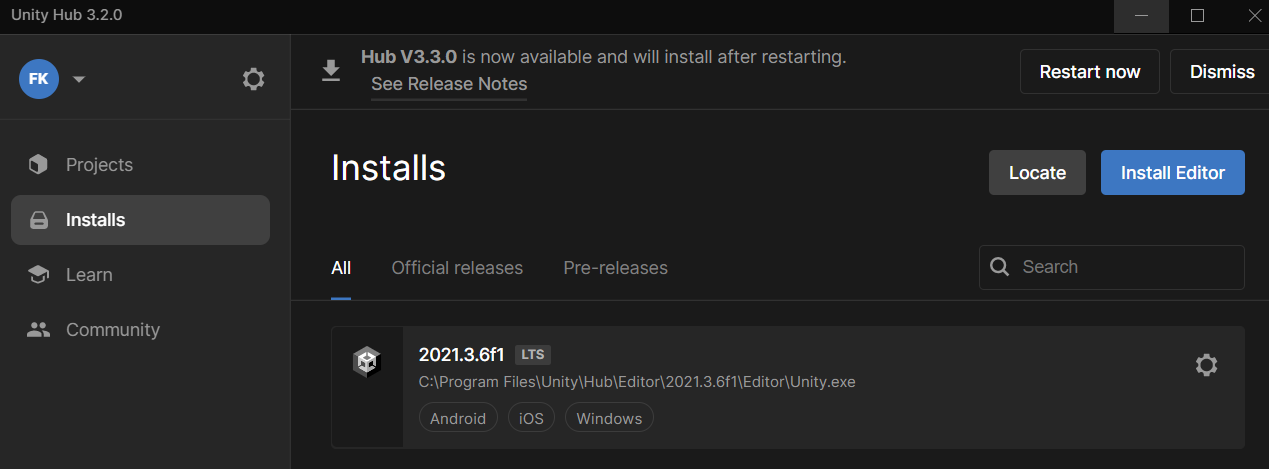 Unity Hub 3.2.0
FK
Hub V3.3.0 is now available and will install after restarting.
See Release Notes
Restart now
Dismiss
Projects
Installs
Learn
Community
Installs
Locate
Install Editor
All
Official releases
Pre-releases
Search
2021.3.6f1 LTS
C:\Program Files\Unity\Hub\Editor\2021.3.6f1\Editor\Unity.exe
Android
iOS
Windows